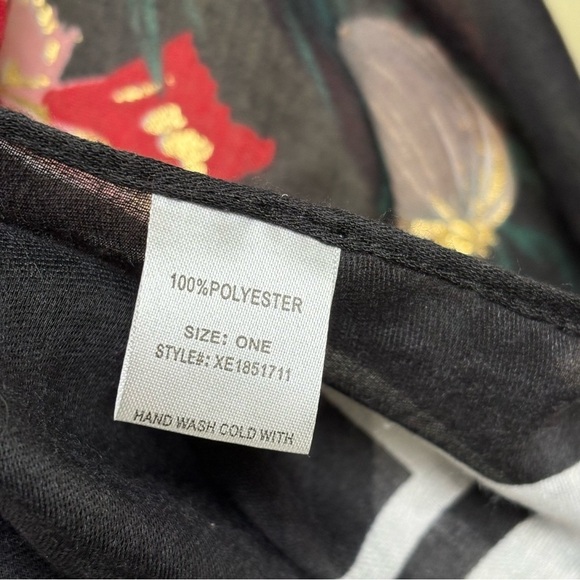 100%POLYESTER
SIZE: ONE
STYLE#: XE1851711
HAND WASH COLD WITH